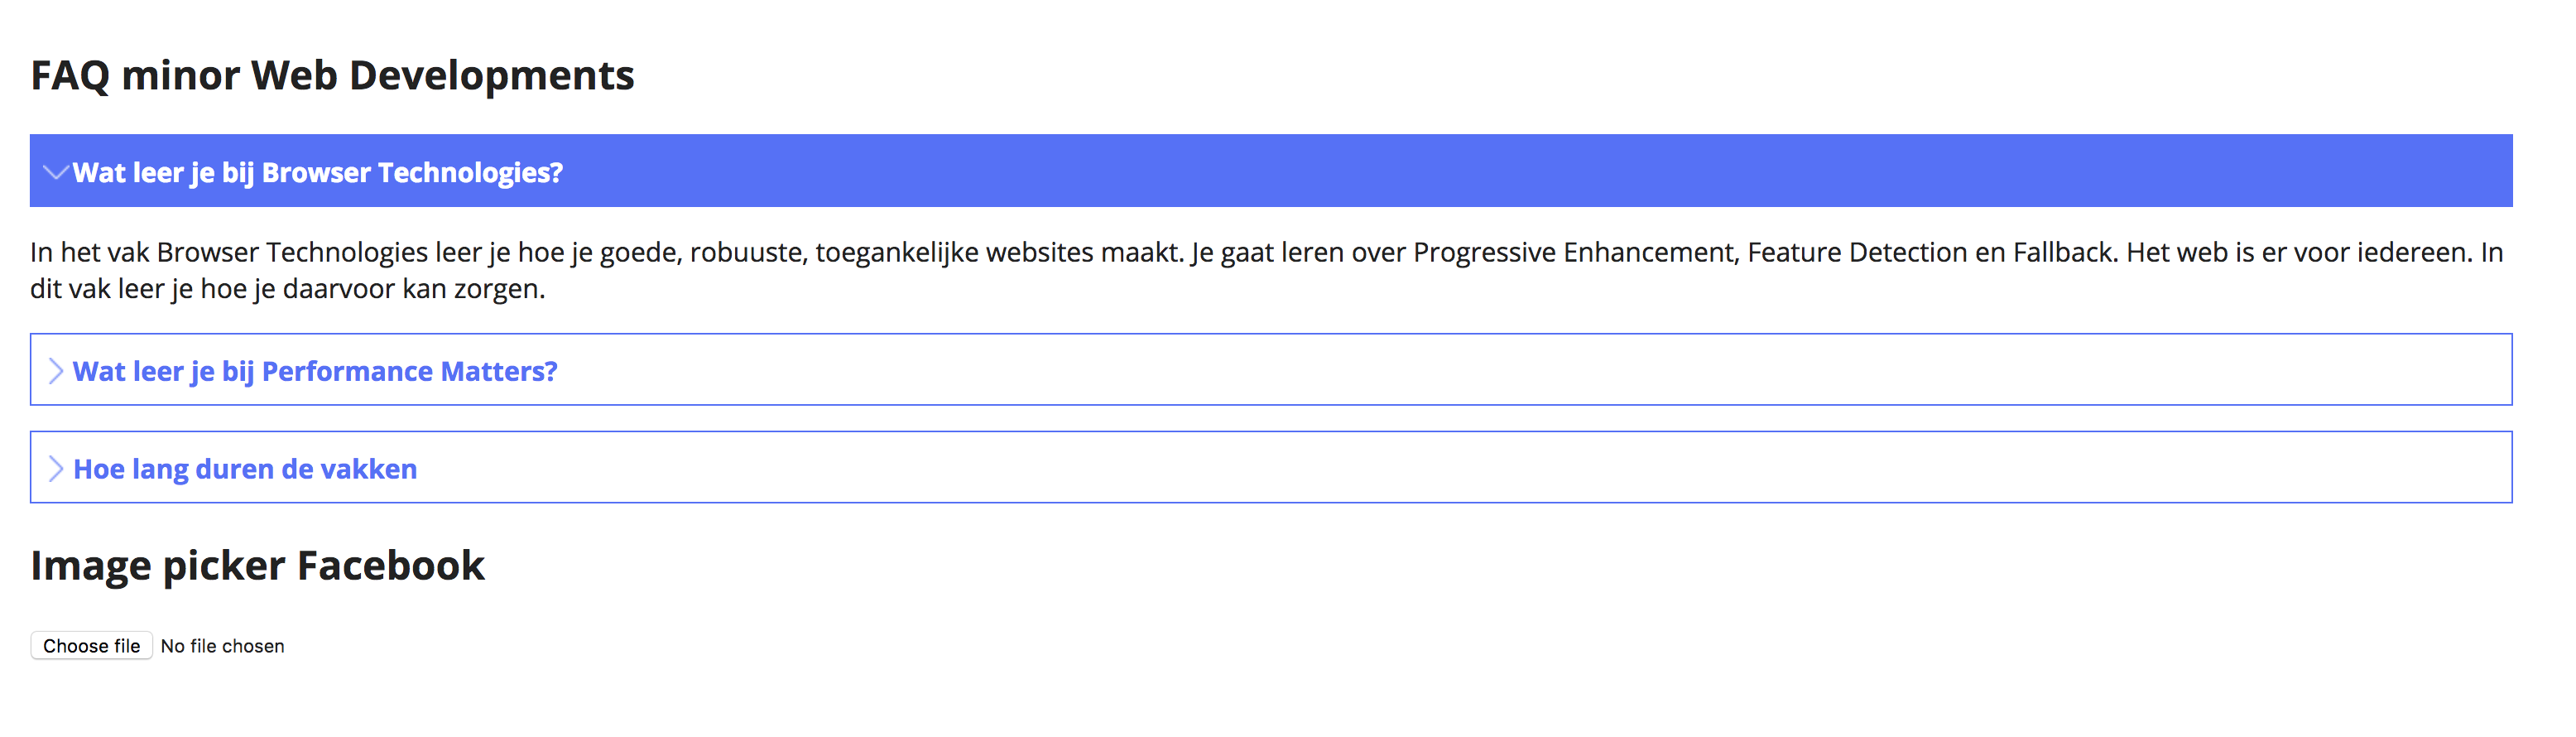 FAQ minor Web Developments
Wat leer je bij Browser Technologies?
In het vak Browser Technologies leer je hoe je goede, robuuste, toegankelijke websites maakt. Je gaat leren over Progressive Enhancement, Feature Detection en Fallback. Het web is er voor iedereen. In
dit vak leer je hoe je daarvoor kan zorgen.
Wat leer je bij Performance Matters?
Hoe lang duren de vakken
Image picker Facebook
Choose file No file chosen